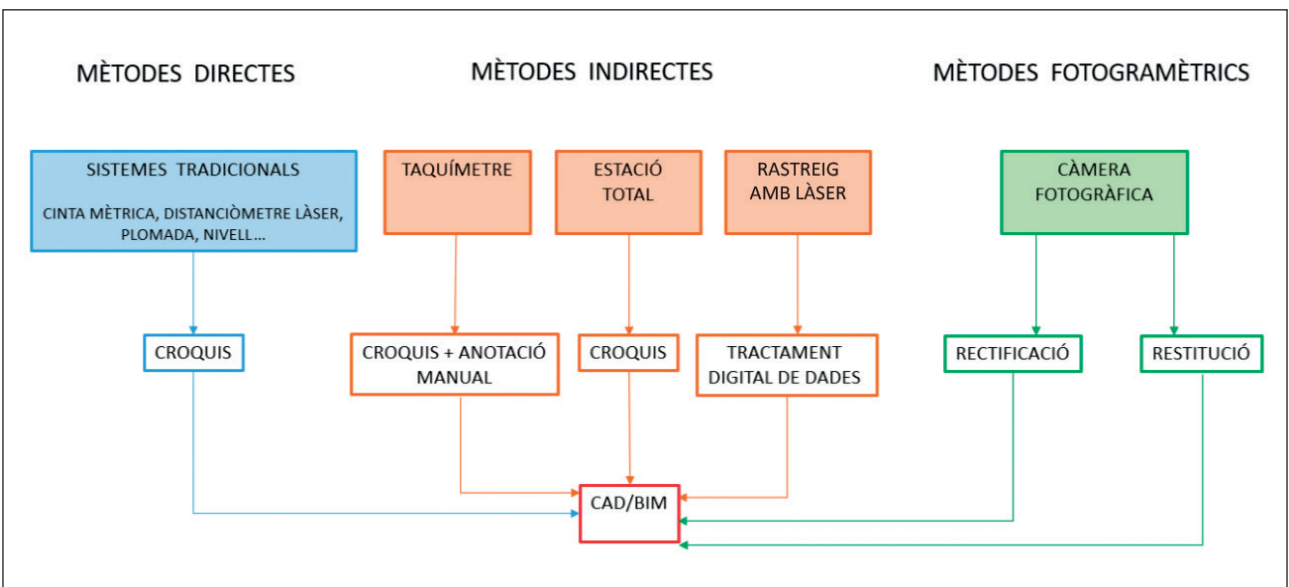 MÈTODES DIRECTES
MÈTODES INDIRECTES
MÈTODES FOTOGRAMÈTRICS
SISTEMES TRADICIONALS
CINTA MÈTRICA, DISTANCIÒMETRE LÀSER,
PLOMADA, NIVELL...
TAQUÍMETRE
ESTACIÓ
TOTAL
RASTREIG
AMB LÀSER
CÀMERA
FOTOGRÀFICA
CROQUIS
CROQUIS + ANOTACIÓ
MANUAL
CROQUIS
TRACTAMENT
DIGITAL DE DADES
RECTIFICACIÓ
RESTITUCIÓ
CAD/BIM